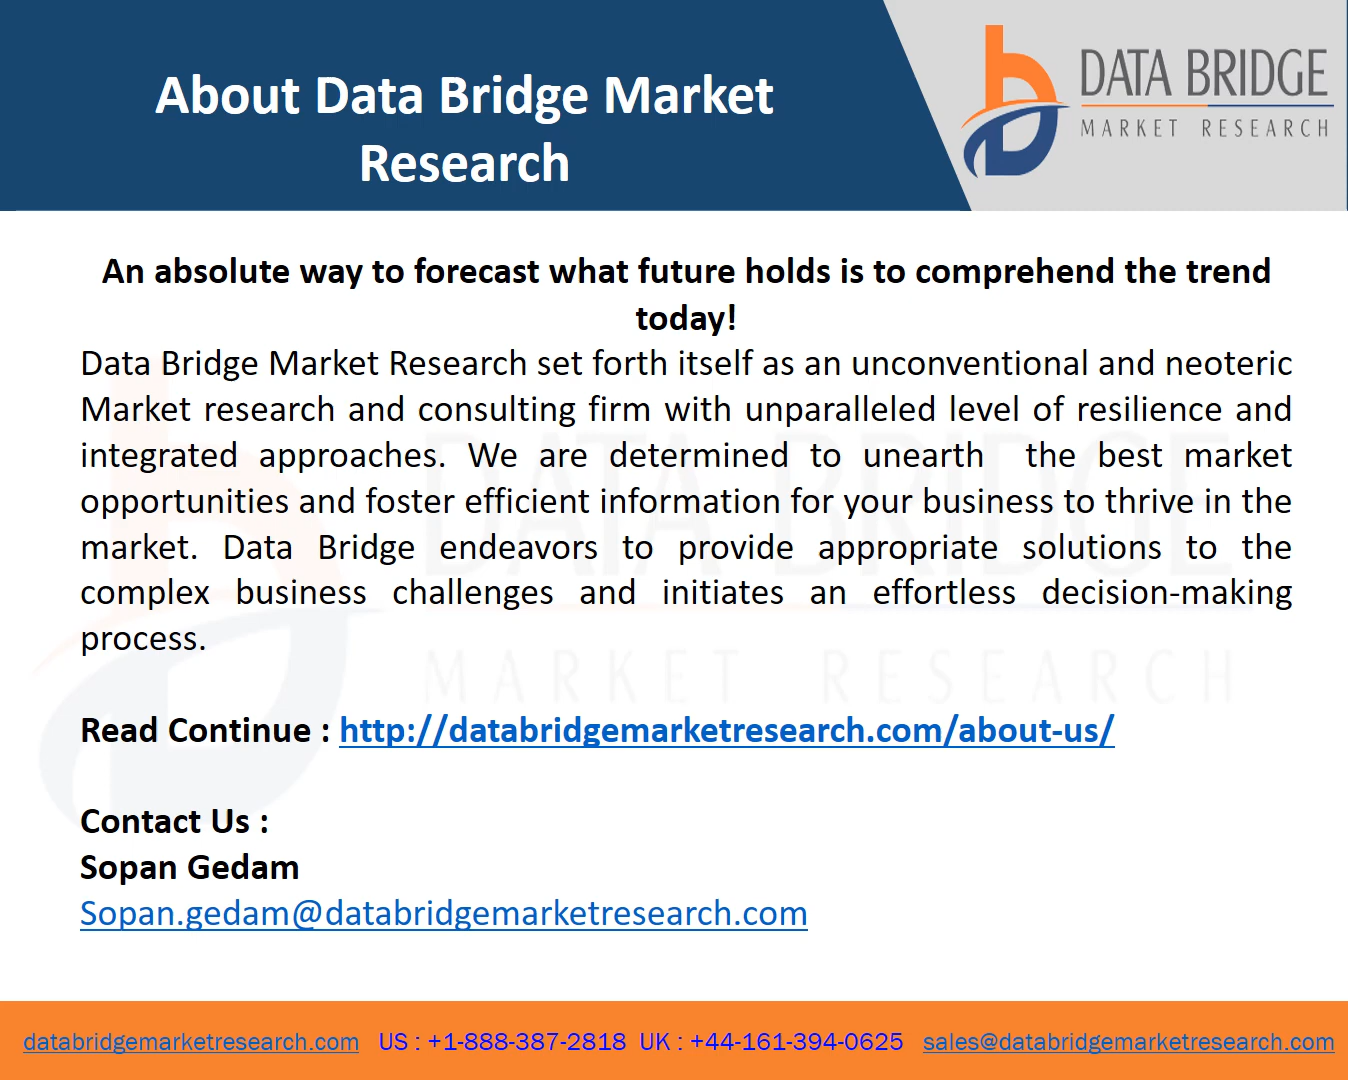 About Data Bridge Market
Research
DATA BRIDGE
MARKET RESEARCH
An absolute way to forecast what future holds is to comprehend the trend
today!
Data Bridge Market Research set forth itself as an unconventional and neoteric
Market research and consulting firm with unparalleled level of resilience and
integrated approaches. We are determined to unearth the best market
opportunities and foster efficient information for your business to thrive in the
market. Data Bridge endeavors to provide appropriate solutions to the
complex business challenges and initiates an effortless decision-making
process.
DATA BRIDGE
MARKET RESEARCH
Read Continue : http://databridgemarketresearch.com/about-us/
Contact Us :
Sopan Gedam
Sopan.gedam@databridgemarketresearch.com
databridgemarketresearch.com US : +1-888-387-2818 UK : +44-161-394-0625 sales@databridgemarketresearch.com